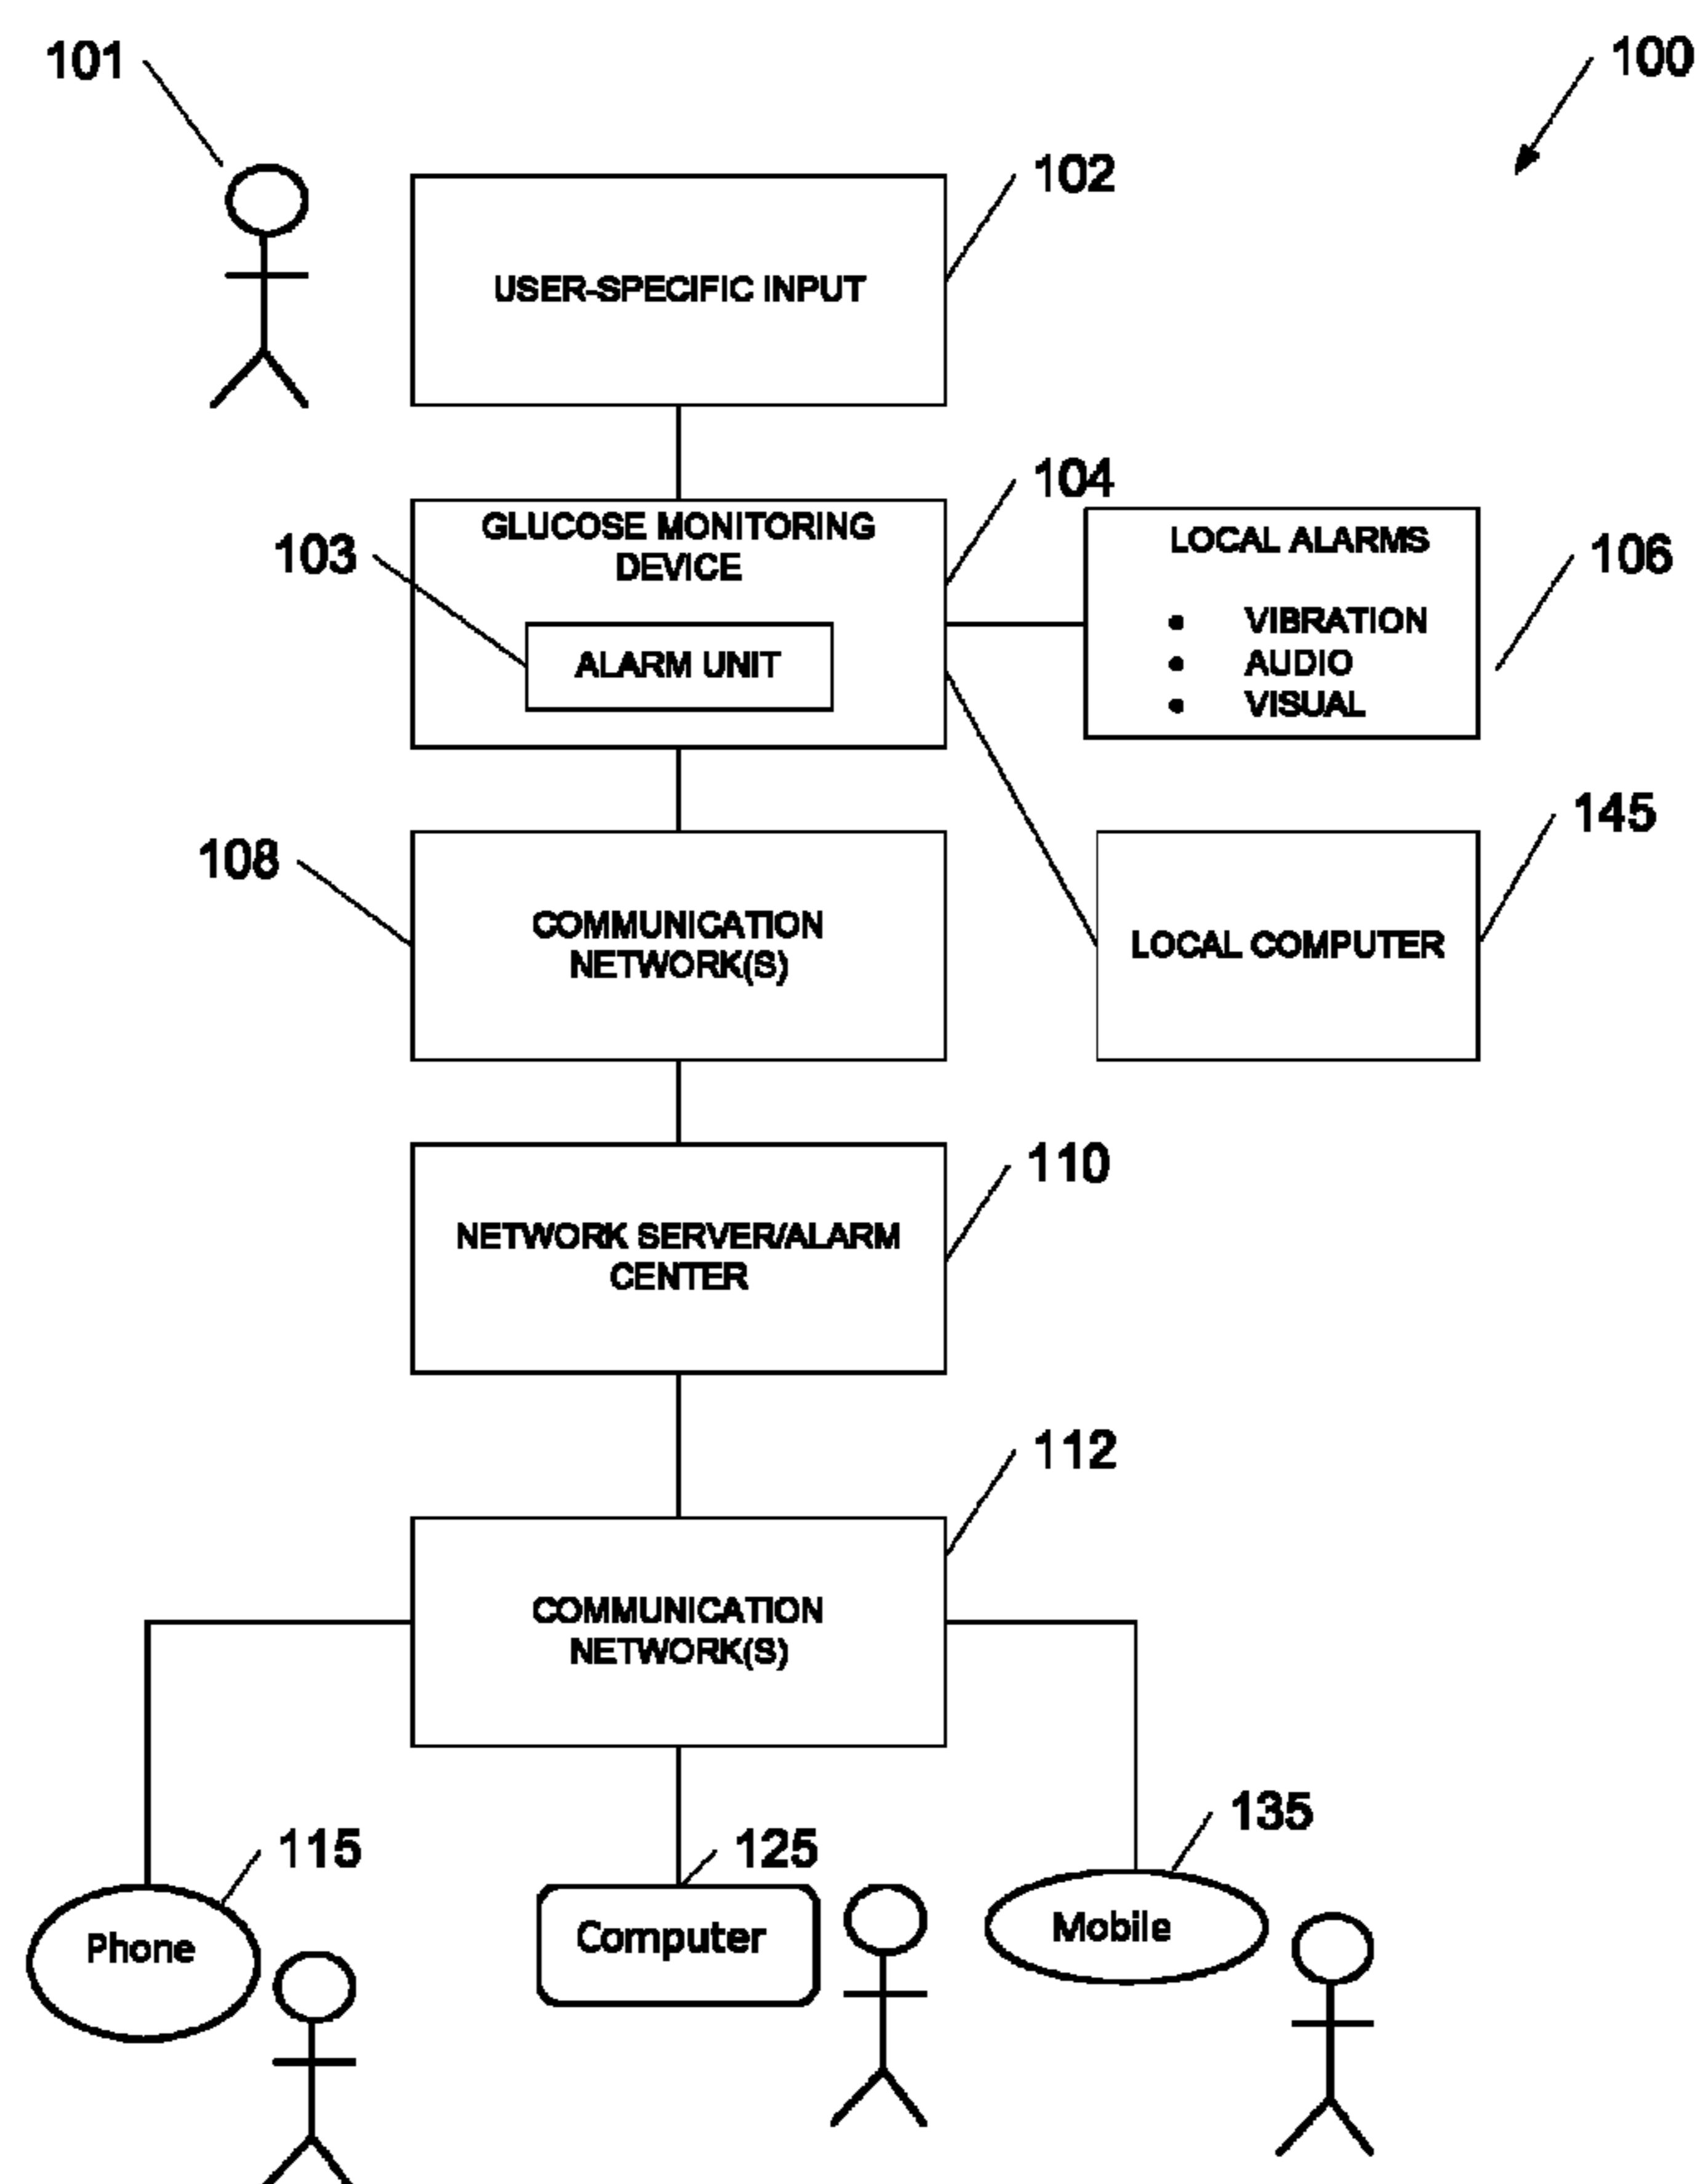 101
100
102
USER-SPECIFIC INPUT
104
GLUCOSE MONITORING
DEVICE
103
ALARM UNIT
LOCAL ALARMS
• VIBRATION
• AUDIO
• VISUAL
106
145
108
COMMUNICATION
NETWORK(S)
LOCAL COMPUTER
110
NETWORK SERVER/ALARM
CENTER
112
COMMUNICATION
NETWORK(S)
115
125
135
Phone
Computer
Mobile